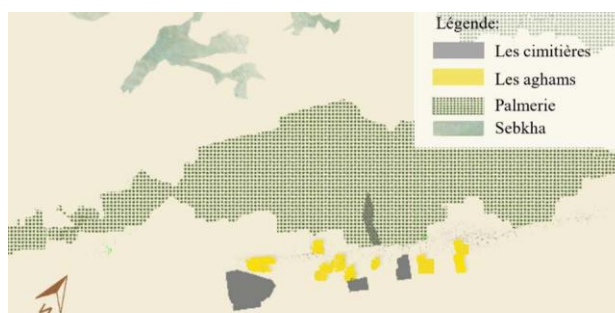 Légende:
Les cimitières
Les aghams
Palmerie
Sebkha
N